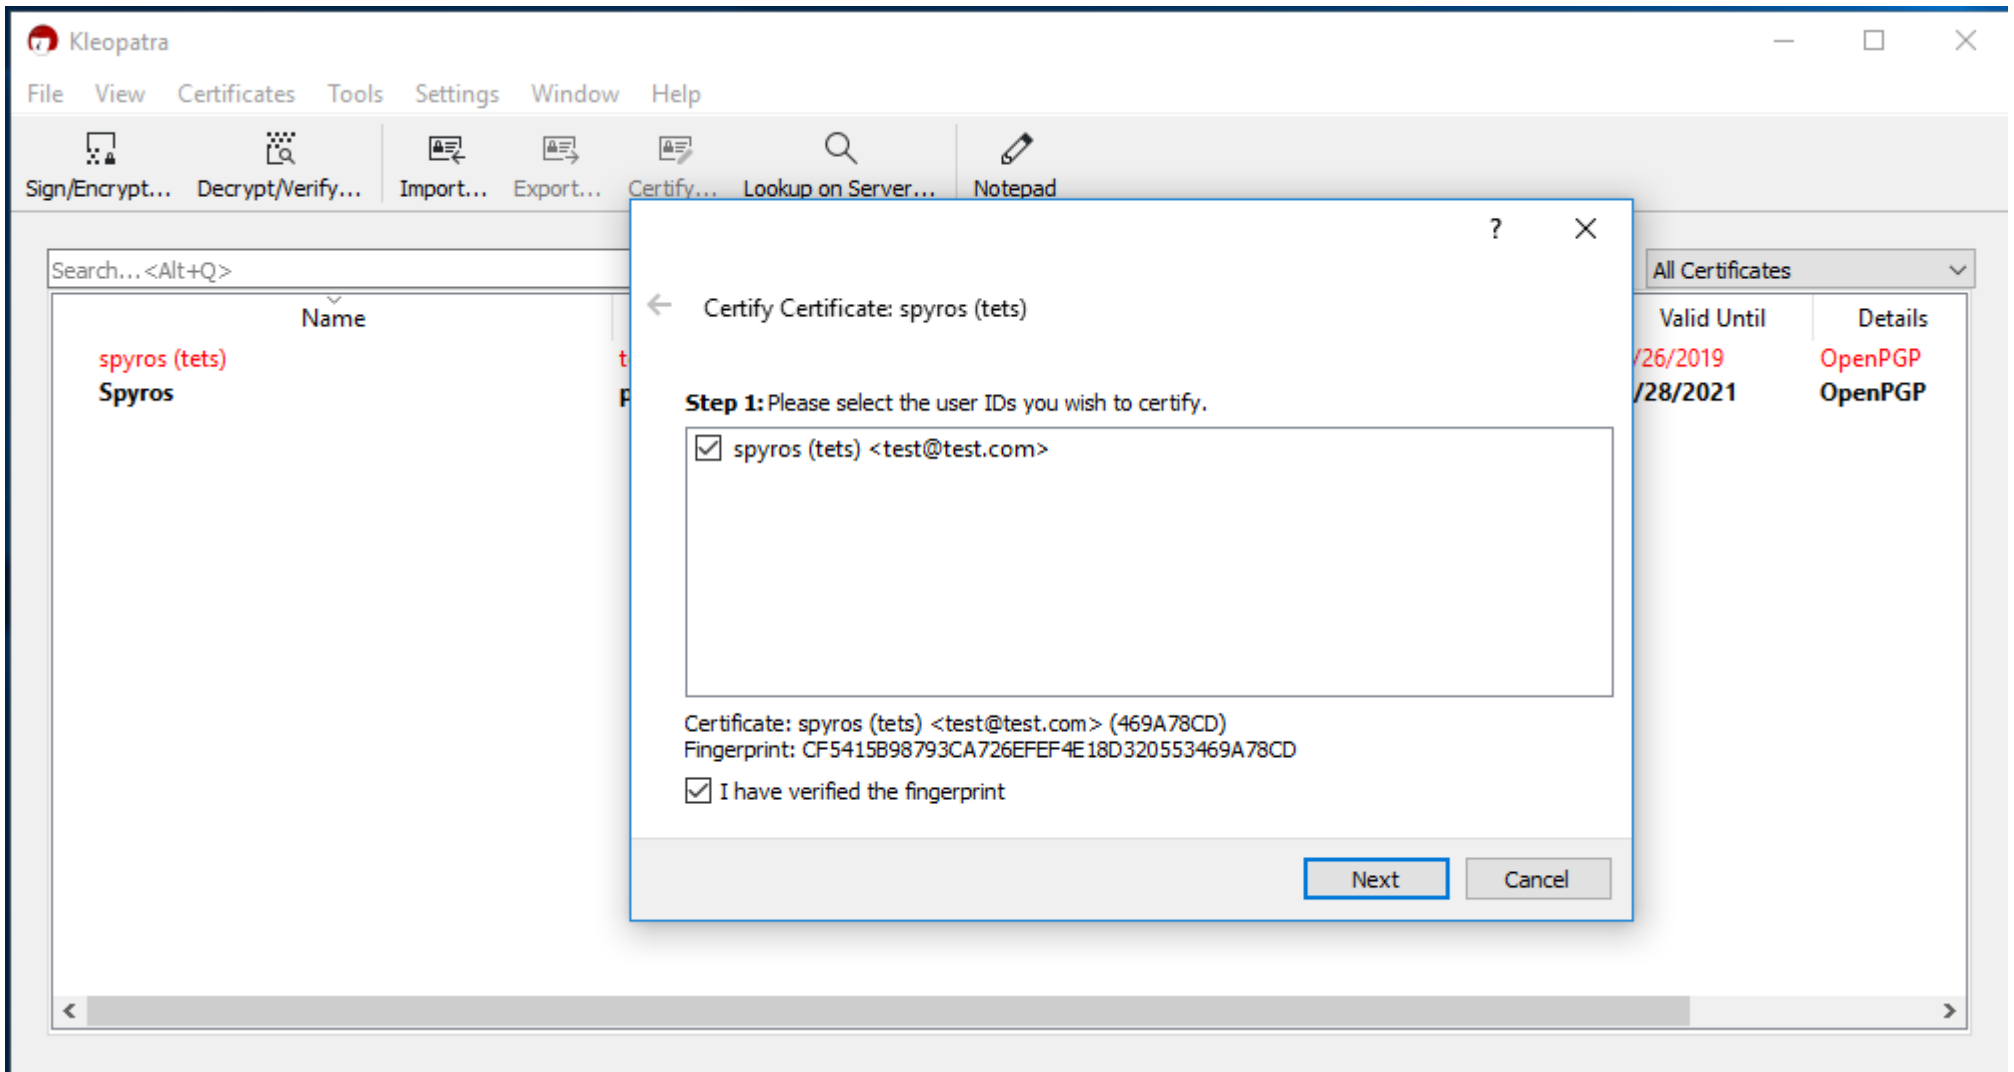 Kleopatra
File View Certificates Tools Settings Window Help
Sign/Encrypt... Decrypt/Verify... Import... Export... Certify... Lookup on Server... Notepad
?
Search...<Alt+Q>
All Certificates
Certify Certificate: spyros (tets)
Name Valid Until Details
spyros (tets) t /26/2019 OpenPGP
Spyros p /28/2021 OpenPGP
Step 1: Please select the user IDs you wish to certify.
spyros (tets) <test@test.com>
Certificate: spyros (tets) <test@test.com> (469A78CD)
Fingerprint: CF5415B98793CA726EFEF4E18D320553469A78CD
I have verified the fingerprint
Next Cancel